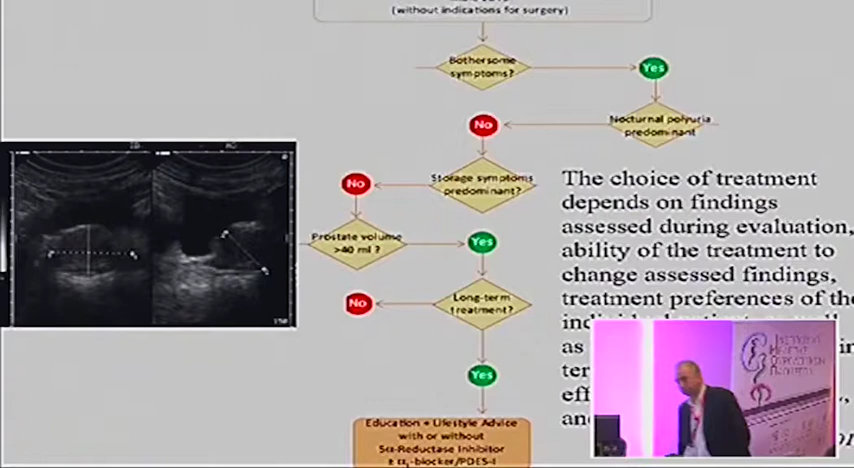 (without indications for surgery)
Bothersome
symptoms?
Yes
Nocturnal polyuria
predominant
No
Storage symptoms
predominant?
No
Prostate volume
>40 ml ?
Yes
Long-term
treatment?
No
Yes
Education + Lifestyle Advice
with or without
5α-Reductase Inhibitor
± α1-blocker/PDE5-I
The choice of treatment
depends on findings
assessed during evaluation,
ability of the treatment to
change assessed findings,
treatment preferences of the
as